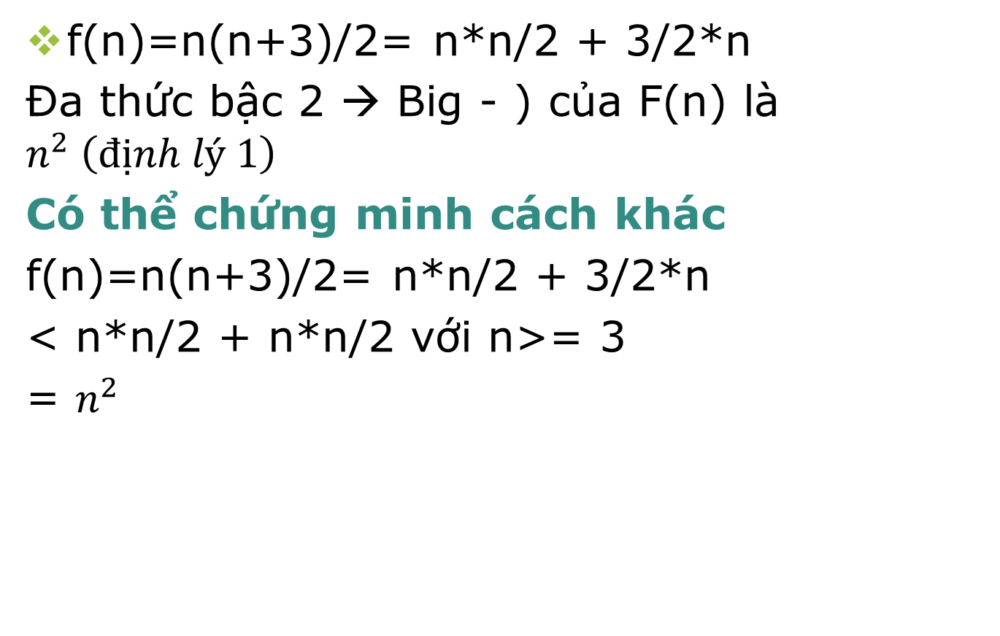 ❖f(n)=n(n+3)/2= n*n/2 + 3/2*n
Đa thức bậc 2 → Big - ) của F(n) là
𝑛² (định lý 1)
Có thể chứng minh cách khác
f(n)=n(n+3)/2= n*n/2 + 3/2*n
< n*n/2 + n*n/2 với n>= 3
= 𝑛²